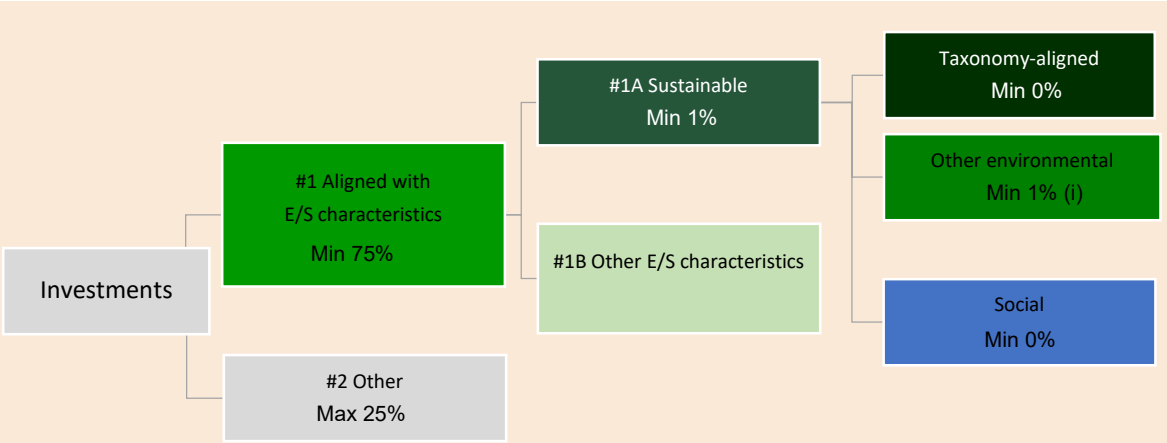 Investments
#1 Aligned with
E/S characteristics
Min 75%
#2 Other
Max 25%
#1A Sustainable
Min 1%
#1B Other E/S characteristics
Taxonomy-aligned
Min 0%
Other environmental
Min 1% (i)
Social
Min 0%